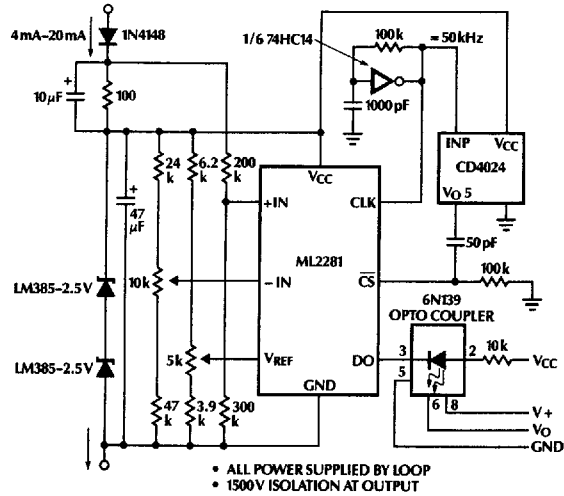 4mA–20mA
1N4148
1/6 74HC14
100k
≈50kHz
10µF
+
100
1000pF
INP
VCC
CD4024
VO 5
24
k
6.2
k
200
k
VCC
+
47
µF
+IN
CLK
50pF
ML2281
LM385–2.5V
10k
–IN
CS
100k
6N139
OPTO COUPLER
LM385–2.5V
5k
VREF
DO
3
2
10k
VCC
5
GND
6
8
47
k
3.9
k
300
k
V+
VO
GND
• ALL POWER SUPPLIED BY LOOP
• 1500V ISOLATION AT OUTPUT